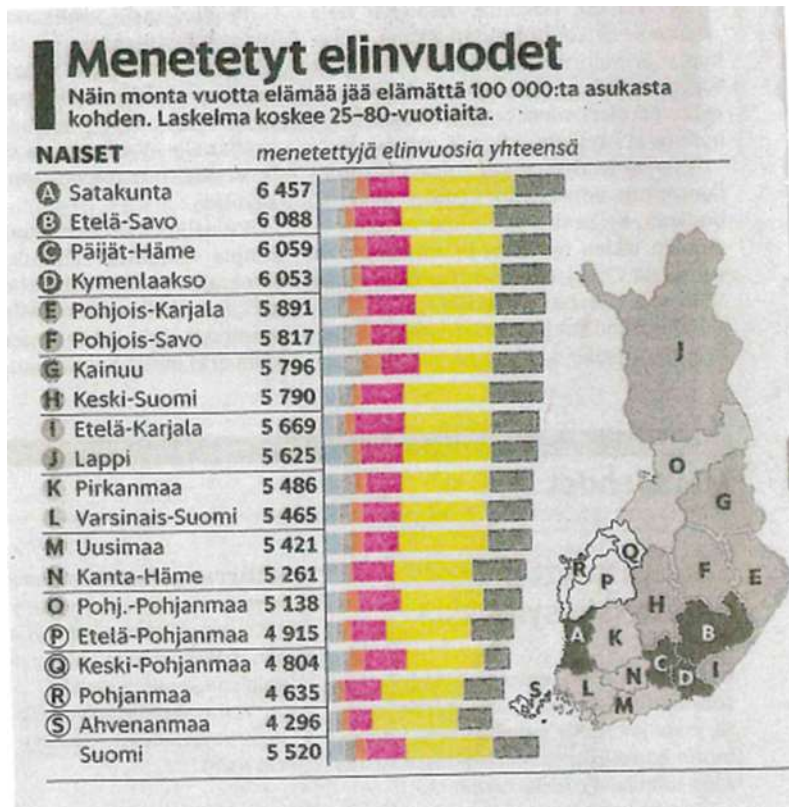 Menetetyt elinvuodet
Näin monta vuotta elämää jää elämättä 100 000:ta asukasta
kohden. Laskelma koskee 25–80-vuotiaita.
NAISET menetettyjä elinvuosia yhteensä
A Satakunta 6 457
B Etelä-Savo 6 088
C Päijät-Häme 6 059
D Kymenlaakso 6 053
E Pohjois-Karjala 5 891
F Pohjois-Savo 5 817
G Kainuu 5 796
H Keski-Suomi 5 790
I Etelä-Karjala 5 669
J Lappi 5 625
K Pirkanmaa 5 486
L Varsinais-Suomi 5 465
M Uusimaa 5 421
N Kanta-Häme 5 261
O Pohj.-Pohjanmaa 5 138
P Etelä-Pohjanmaa 4 915
Q Keski-Pohjanmaa 4 804
R Pohjanmaa 4 635
S Ahvenanmaa 4 296
Suomi 5 520
J
O
G
Q
R
P
F
E
H
A
K
B
C
D
I
N
S
L
M